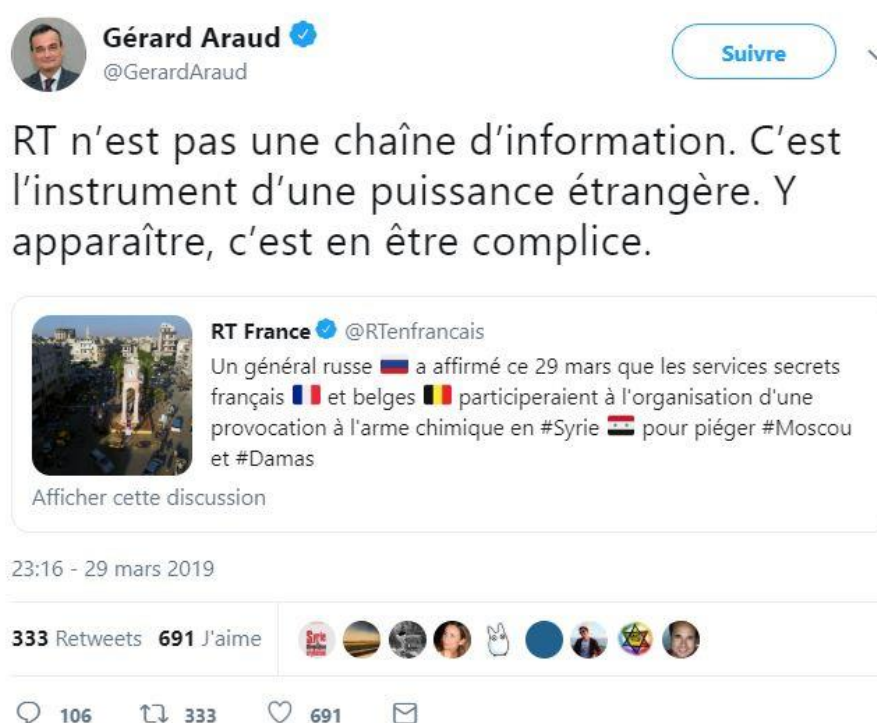 Gérard Araud
@GerardAraud
Suivre
RT n’est pas une chaîne d’information. C’est
l’instrument d’une puissance étrangère. Y
apparaître, c’est en être complice.
RT France @RTenfrancais
Un général russe 🇷🇺 a affirmé ce 29 mars que les services secrets
français 🇫🇷 et belges 🇧🇪 participeraient à l'organisation d'une
provocation à l'arme chimique en #Syrie 🇸🇾 pour piéger #Moscou
et #Damas
Afficher cette discussion
23:16 - 29 mars 2019
333 Retweets 691 J'aime
106 333 691